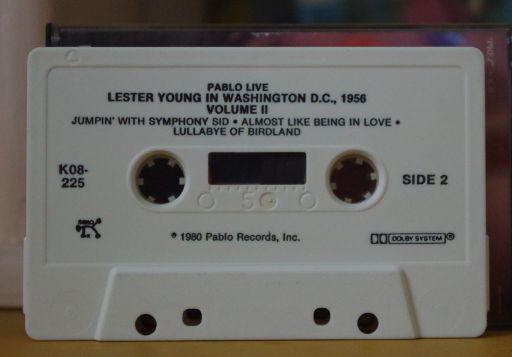 PABLO LIVE
LESTER YOUNG IN WASHINGTON D.C., 1956
VOLUME II
JUMPIN' WITH SYMPHONY SID • ALMOST LIKE BEING IN LOVE •
LULLABYE OF BIRDLAND
K08-
225
SIDE 2
50
PABLO
℗ 1980 Pablo Records, Inc.
DOLBY SYSTEM ®